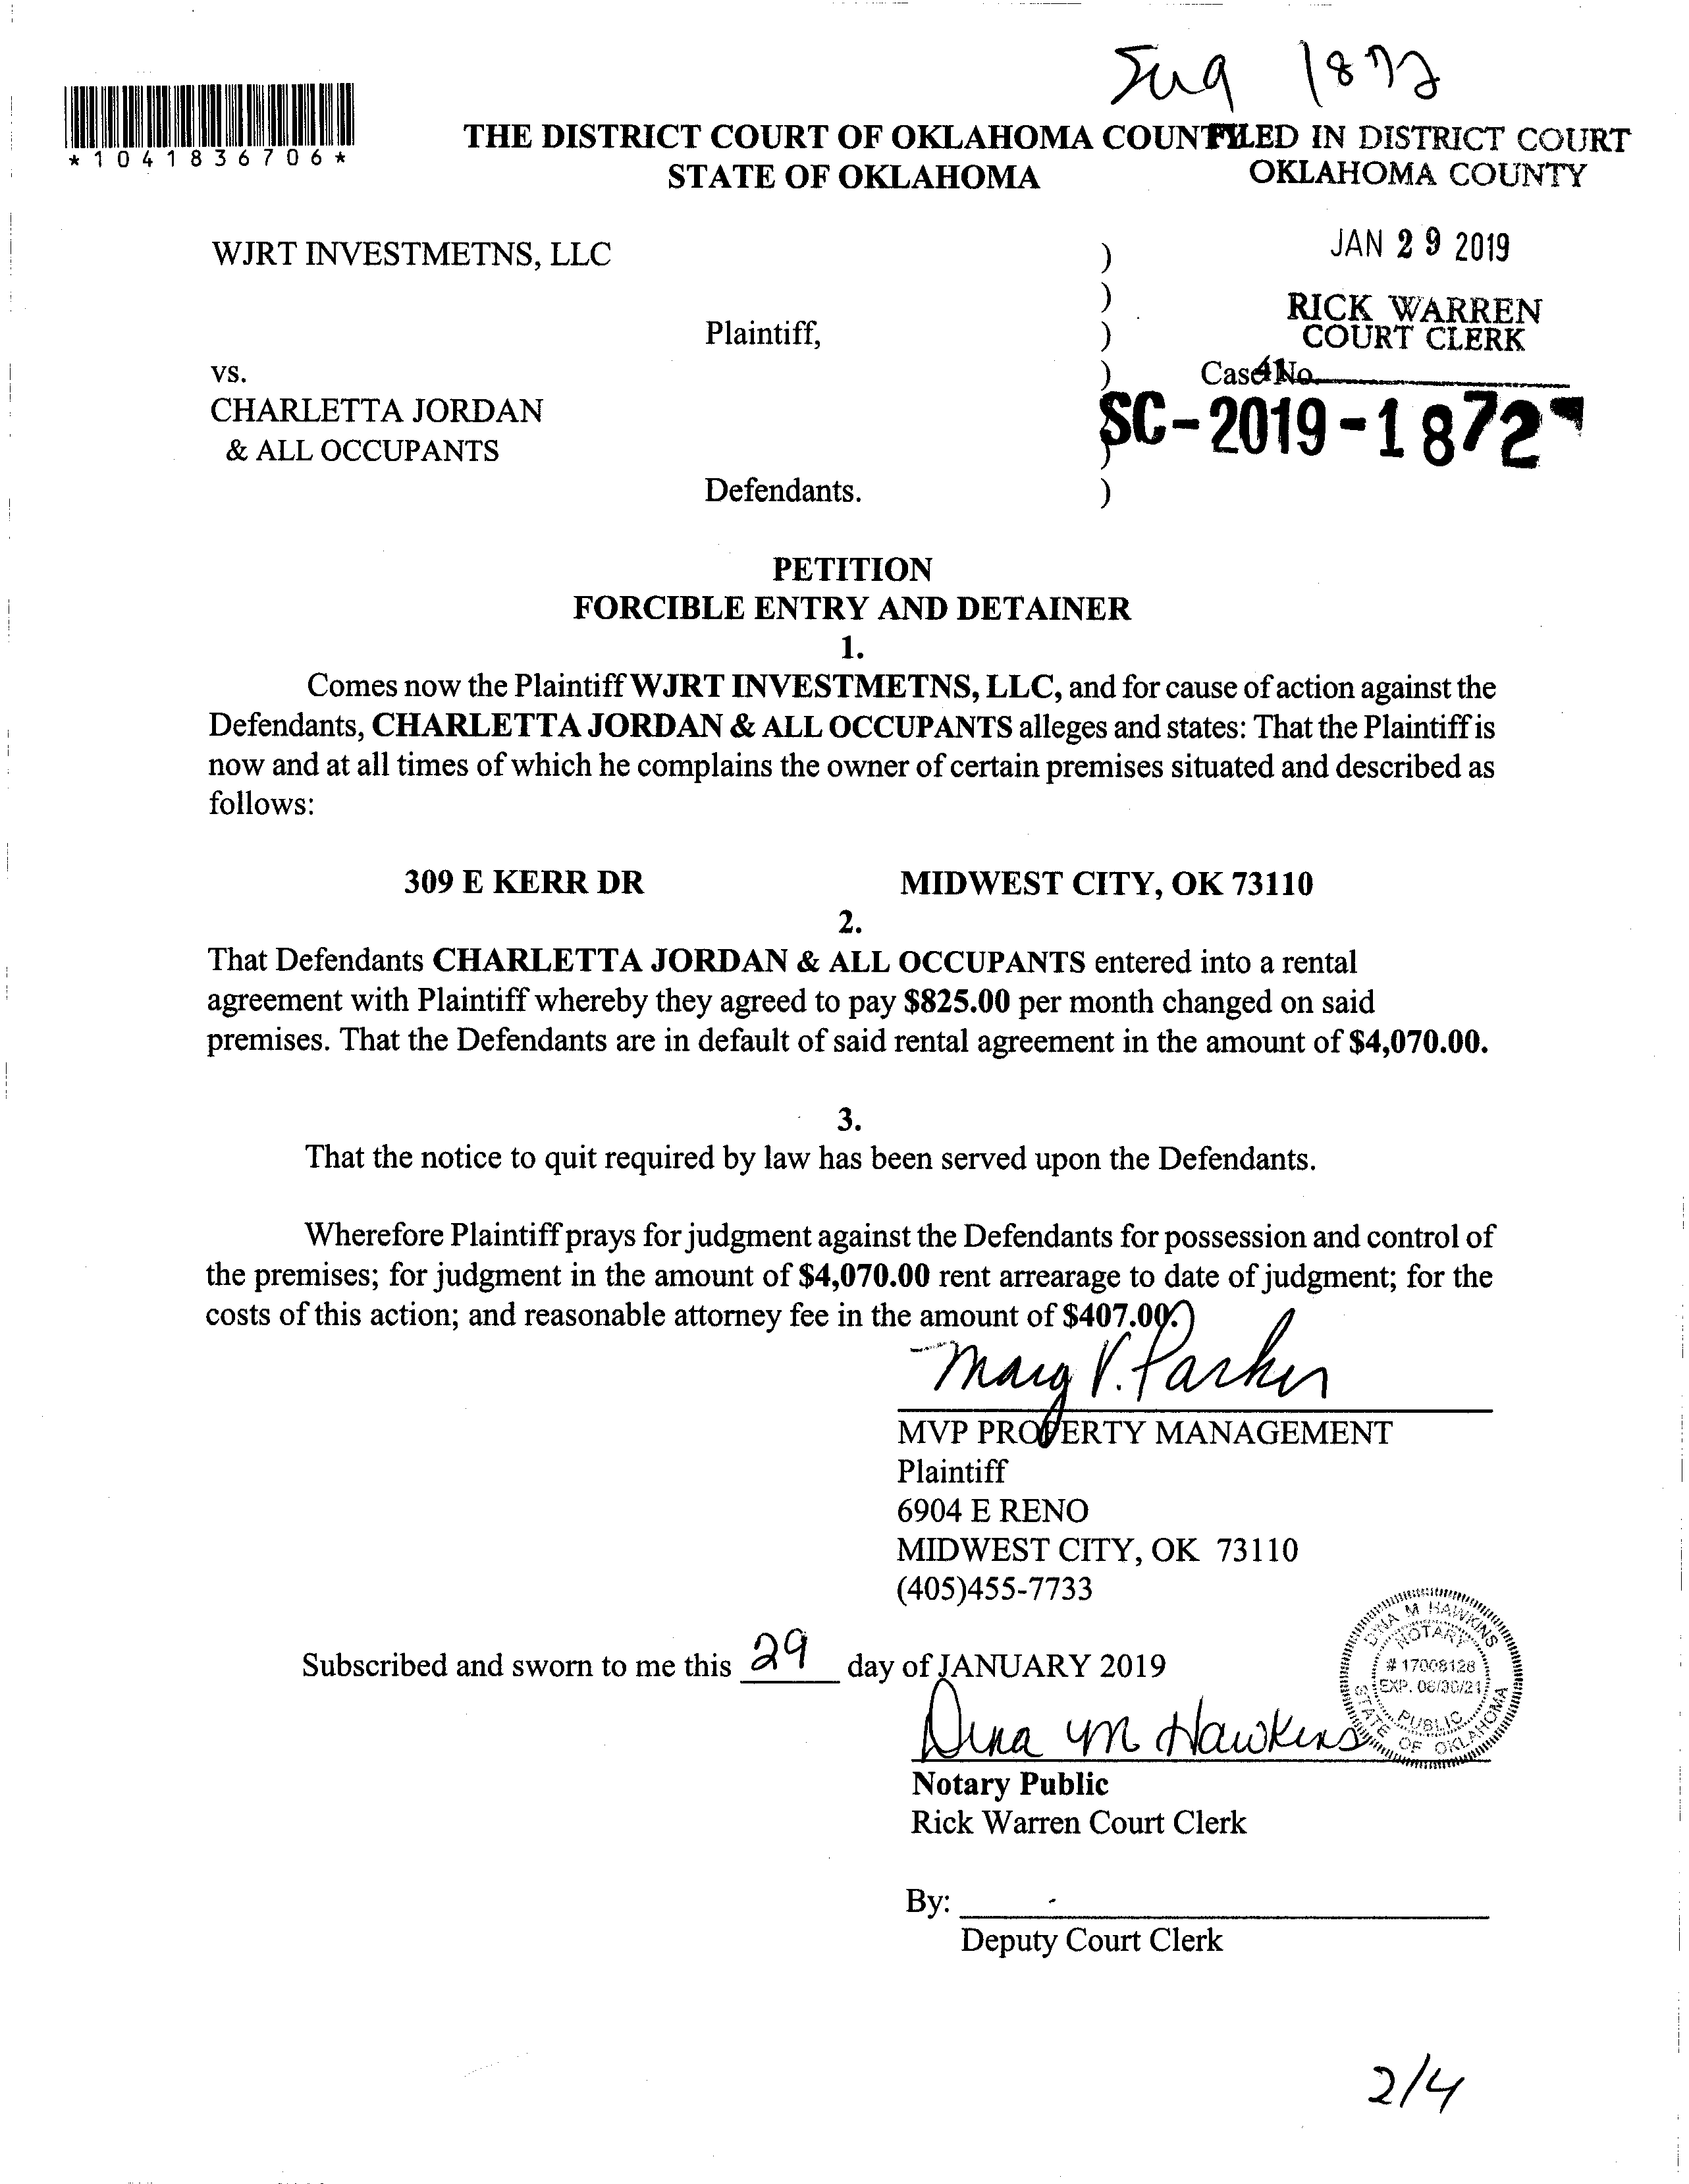 1872
*1041836706*
THE DISTRICT COURT OF OKLAHOMA COUNTY
STATE OF OKLAHOMA
FILED IN DISTRICT COURT
OKLAHOMA COUNTY
JAN 29 2019
RICK WARREN
COURT CLERK
41
WJRT INVESTMETNS, LLC )
)
Plaintiff, )
vs. ) Case No.
CHARLETTA JORDAN ) SC-2019-1872
& ALL OCCUPANTS )
Defendants. )
PETITION
FORCIBLE ENTRY AND DETAINER
1.
Comes now the Plaintiff WJRT INVESTMETNS, LLC, and for cause of action against the
Defendants, CHARLETTA JORDAN & ALL OCCUPANTS alleges and states: That the Plaintiff is
now and at all times of which he complains the owner of certain premises situated and described as
follows:
309 E KERR DR MIDWEST CITY, OK 73110
2.
That Defendants CHARLETTA JORDAN & ALL OCCUPANTS entered into a rental
agreement with Plaintiff whereby they agreed to pay $825.00 per month changed on said
premises. That the Defendants are in default of said rental agreement in the amount of $4,070.00.
3.
That the notice to quit required by law has been served upon the Defendants.
Wherefore Plaintiff prays for judgment against the Defendants for possession and control of
the premises; for judgment in the amount of $4,070.00 rent arrearage to date of judgment; for the
costs of this action; and reasonable attorney fee in the amount of $407.00.
Mary V. Parker
MVP PROPERTY MANAGEMENT
Plaintiff
6904 E RENO
MIDWEST CITY, OK 73110
(405)455-7733
Subscribed and sworn to me this 29 day of JANUARY 2019
Dina M Hawkins
DINA M HAWKINS
NOTARY
# 17008128
EXP. 06/30/21
PUBLIC
STATE OF OKLAHOMA
Notary Public
Rick Warren Court Clerk
By:
Deputy Court Clerk
2/4